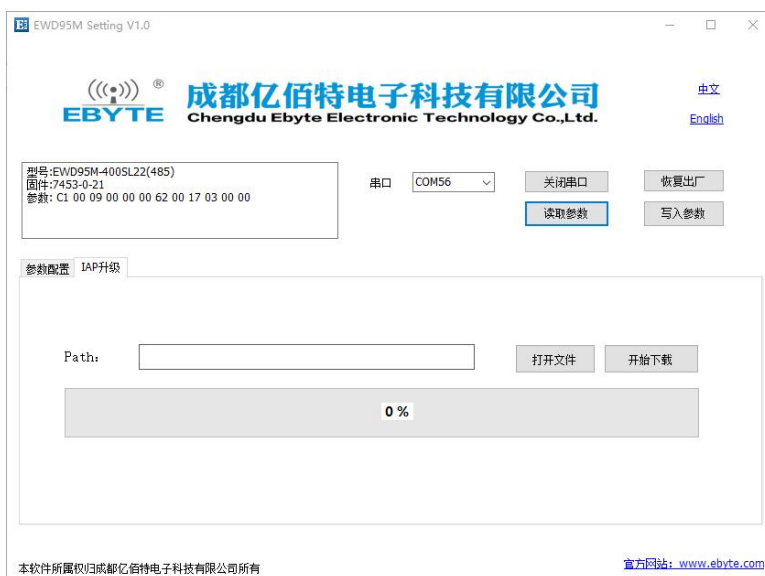 EWD95M Setting V1.0
EBYTE ®
成都亿佰特电子科技有限公司
Chengdu Ebyte Electronic Technology Co.,Ltd.
中文
English
型号:EWD95M-400SL22(485)
固件:7453-0-21
参数: C1 00 09 00 00 00 62 00 17 03 00 00
串口 COM56 关闭串口 恢复出厂
读取参数 写入参数
参数配置 IAP升级
Path: 打开文件 开始下载
0 %
本软件所属权归成都亿佰特电子科技有限公司所有
官方网站：www.ebyte.com